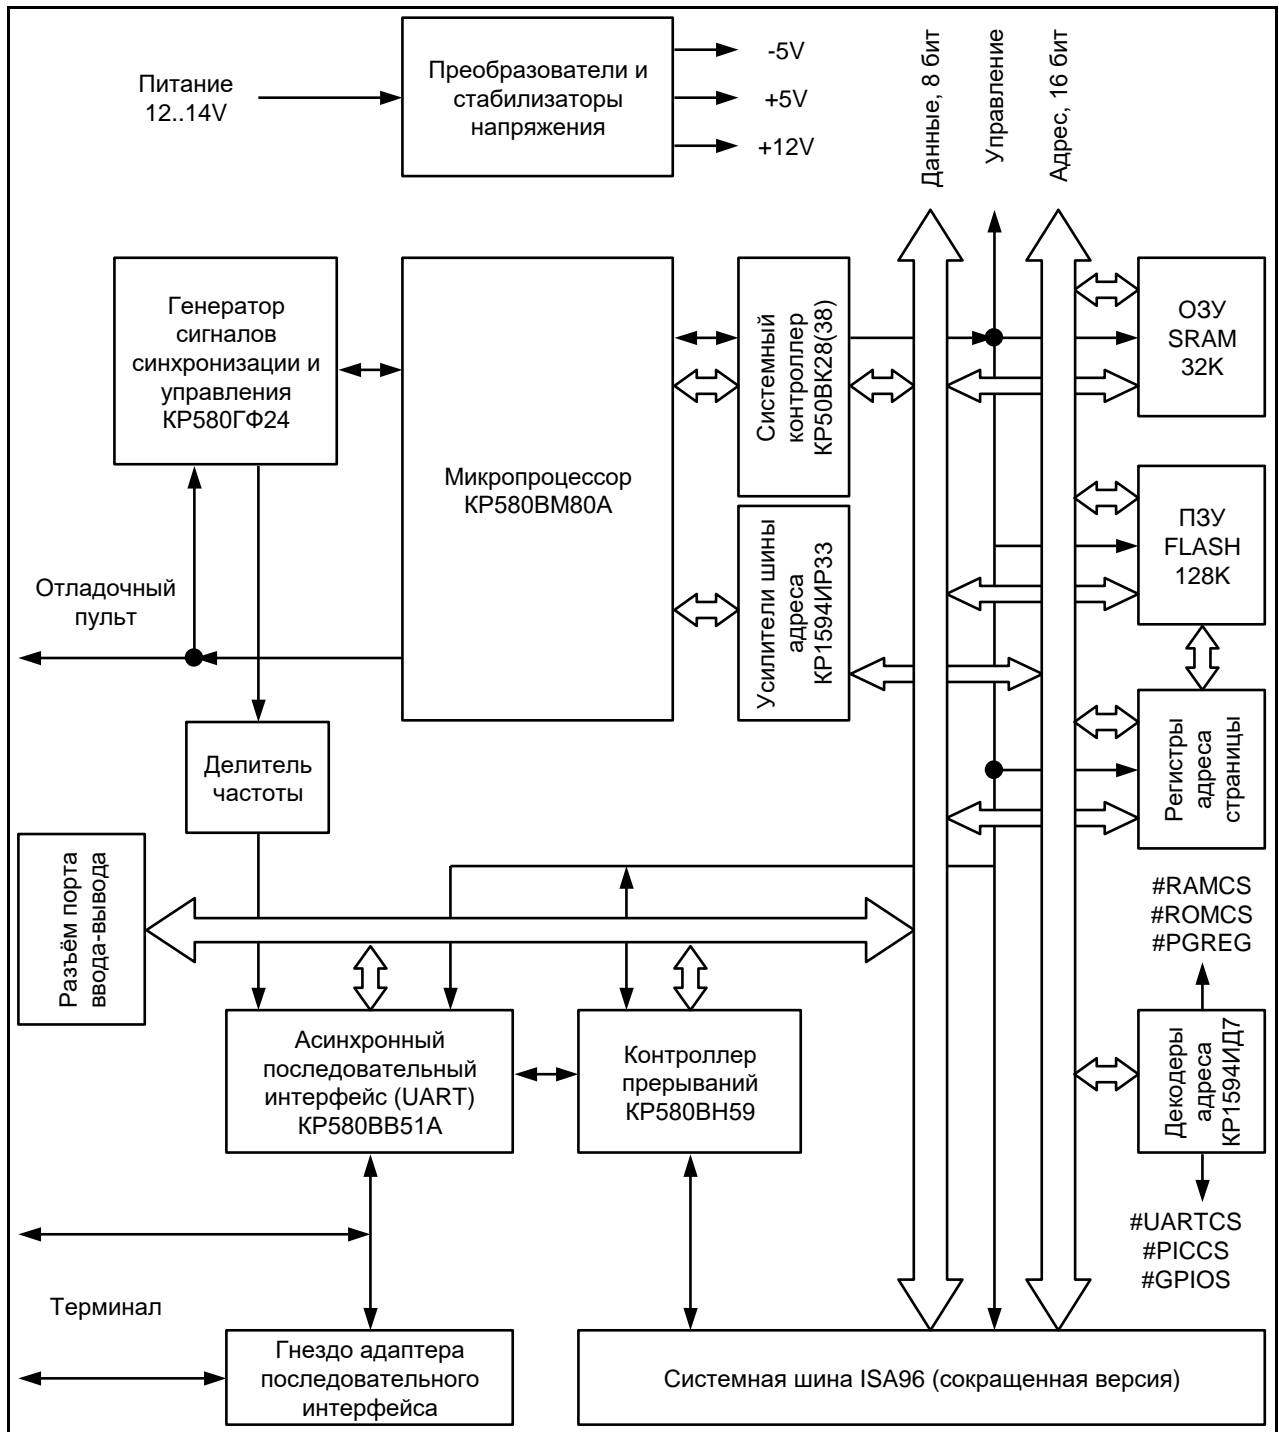 Питание
12..14V
Преобразователи и
стабилизаторы
напряжения
-5V
+5V
+12V
Данные, 8 бит
Управление
Адрес, 16 бит
Генератор
сигналов
синхронизации и
управления
КР580ГФ24
Микропроцессор
КР580ВМ80А
Системный
контроллер
КР50ВК28(38)
ОЗУ
SRAM
32K
Усилители шины
адреса
КР1594ИР33
ПЗУ
FLASH
128K
Отладочный
пульт
Делитель
частоты
Регистры
адреса
страницы
Разъём порта
ввода-вывода
#RAMCS
#ROMCS
#PGREG
Асинхронный
последовательный
интерфейс (UART)
КР580ВВ51А
Контроллер
прерываний
КР580ВН59
Декодеры
адреса
КР1594ИД7
#UARTCS
#PICCS
#GPIOS
Терминал
Гнездо адаптера
последовательного
интерфейса
Системная шина ISA96 (сокращенная версия)